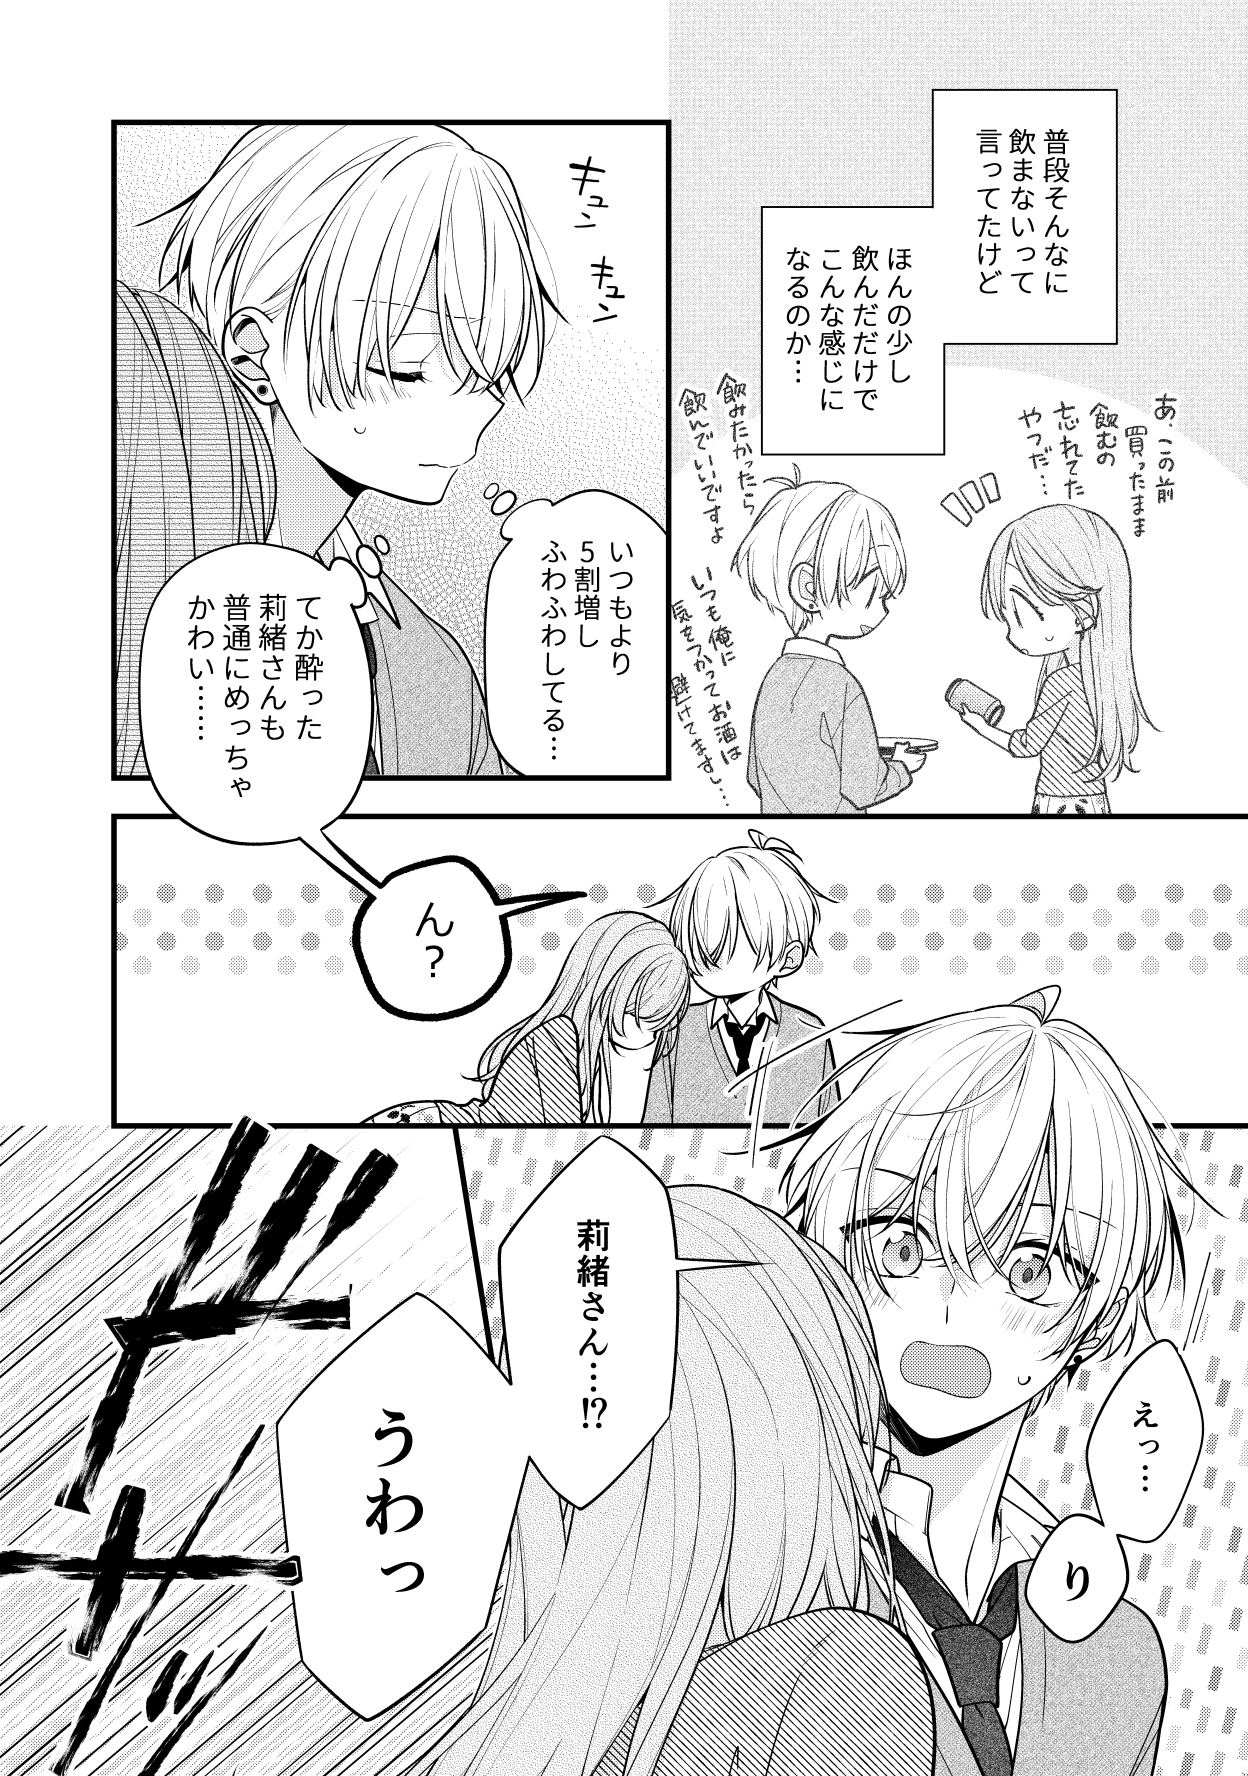 普段そんなに
飲まないって
言ってたけど
ほんの少し
飲んだだけで
こんな感じに
なるのか…
あ、この前
買ったまま
飲むの
忘れてた
やつだ…
飲みたかったら
飲んでいいですよ
いつも俺に
気をつかってお酒は
避けてますし…
キュン
キュン
いつもより
5割増し
ふわふわしてる…
てか酔った
莉緒さんも
普通にめっちゃ
かわい……
ん?
えっ…
り
莉緒さん…!?
うわっ
ドサッ